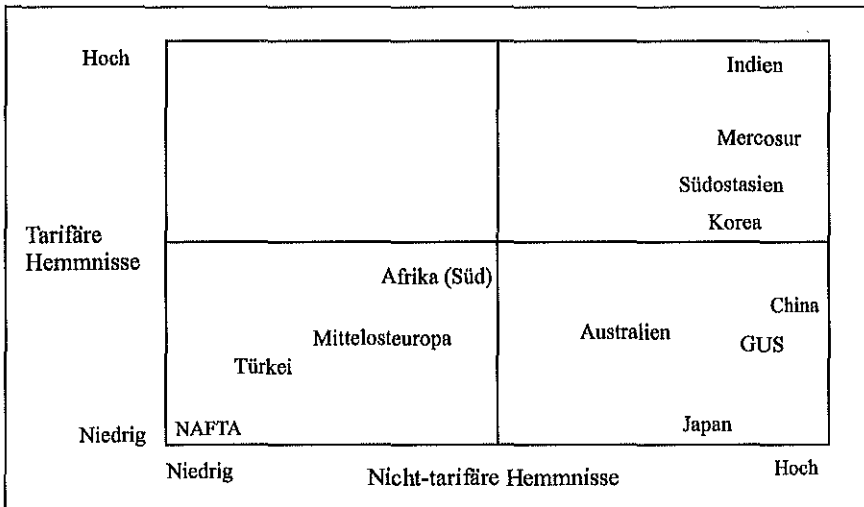 Hoch
Indien
Mercosur
Südostasien
Korea
Tarifäre
Hemmnisse
Afrika (Süd)
China
Australien
GUS
Mittelosteuropa
Türkei
NAFTA
Japan
Niedrig
Niedrig
Nicht-tarifäre Hemmnisse
Hoch